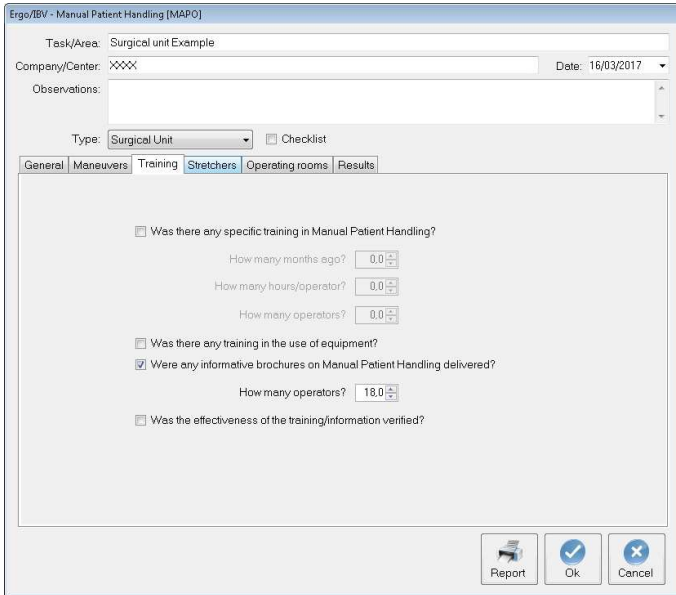 Ergo/IBV - Manual Patient Handling [MAPO]
Task/Area: Surgical unit Example
Company/Center: XXXX Date: 16/03/2017
Observations:
Type: Surgical Unit Checklist
General Maneuvers Training Stretchers Operating rooms Results
Was there any specific training in Manual Patient Handling?
How many months ago? 0,0
How many hours/operator? 0,0
How many operators? 0,0
Was there any training in the use of equipment?
Were any informative brochures on Manual Patient Handling delivered?
How many operators? 18,0
Was the effectiveness of the training/information verified?
Report Ok Cancel